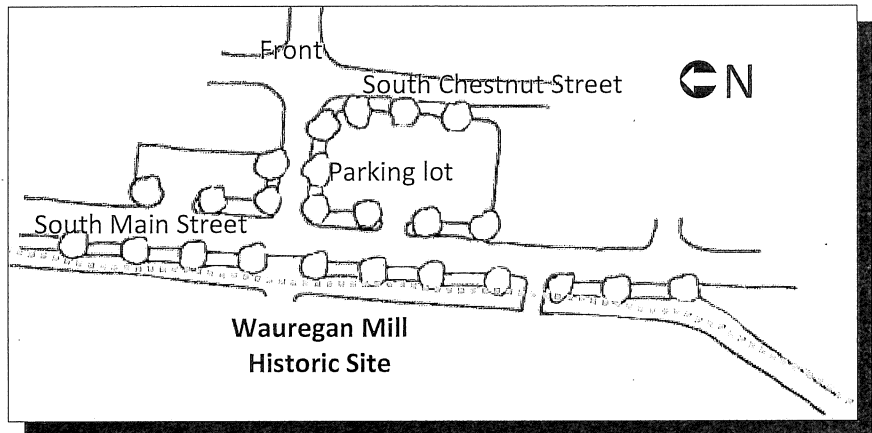 Front
South Chestnut Street
N
Parking lot
South Main Street
Wauregan Mill
Historic Site